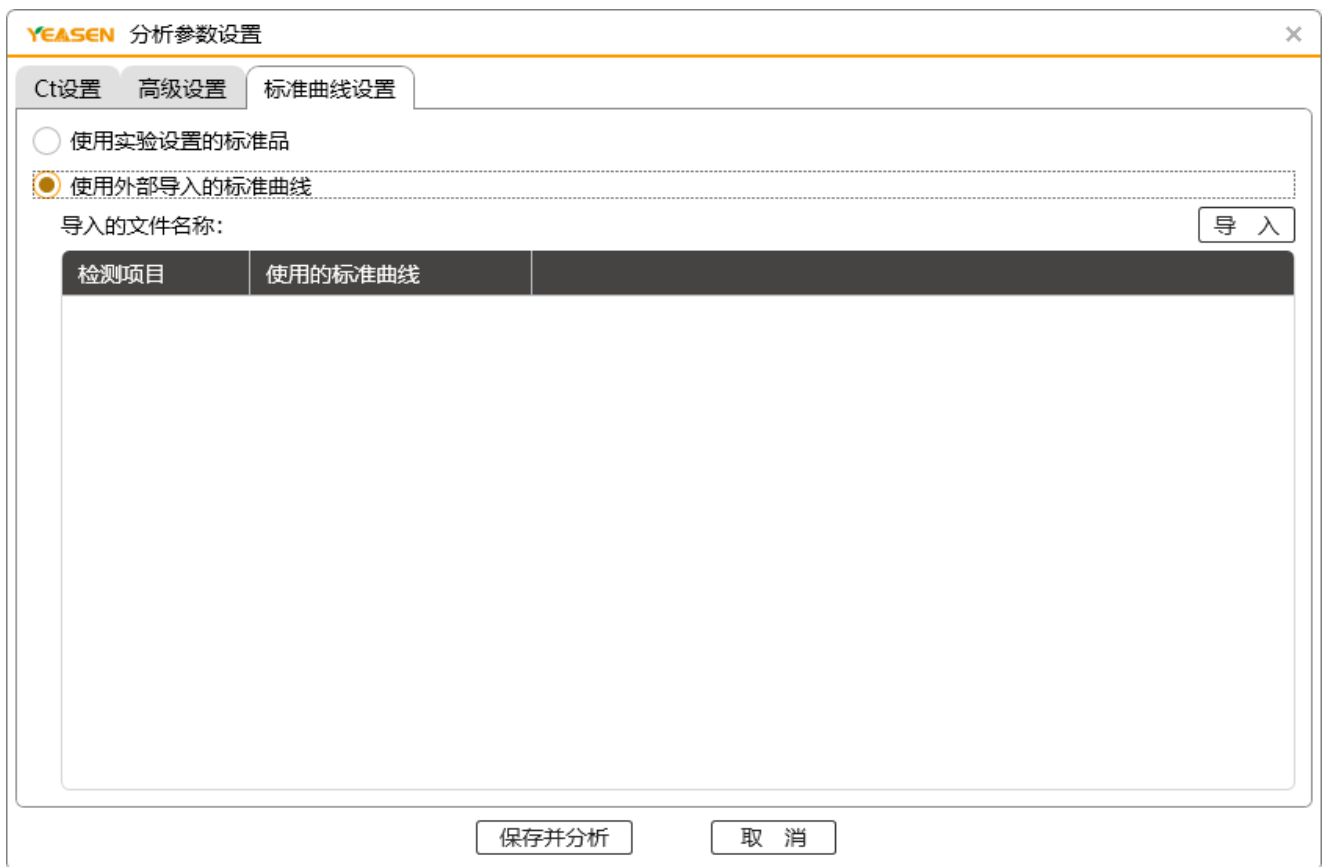 YEASEN 分析参数设置
Ct设置 高级设置 标准曲线设置
使用实验设置的标准品
使用外部导入的标准曲线
导入的文件名称: 导 入
检测项目 使用的标准曲线
保存并分析 取 消